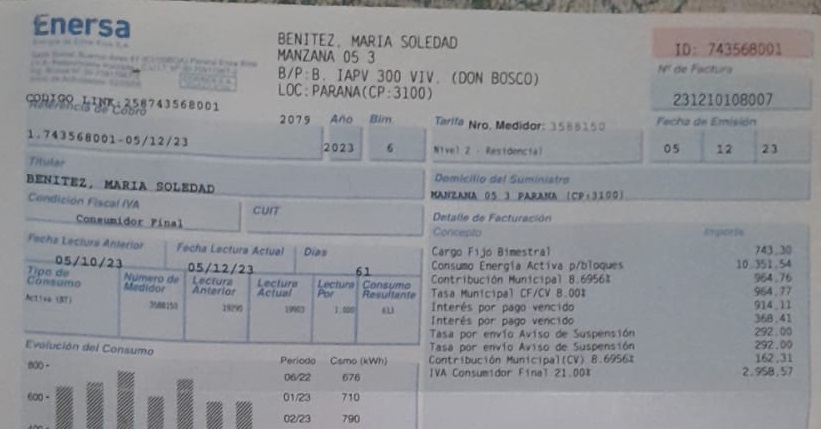 Enersa
BENITEZ, MARIA SOLEDAD
MANZANA 05 3
B/P:B. IAPV 300 VIV. (DON BOSCO)
LOC:PARANA(CP:3100)
ID: 743568001
Nº de Factura
231210108007
CODIGO LINK:258743568001
Referencia de Cobro
2079 Año Bim.
Tarifa Nro. Medidor: 3588150
Fecha de Emisión
1.743568001-05/12/23
2023 6
Nivel 2 - Residencial
05 12 23
Titular
BENITEZ, MARIA SOLEDAD
Domicilio del Suministro
MANZANA 05 3 PARANA (CP:3100)
Condición Fiscal IVA
Consumidor Final
CUIT
Detalle de Facturación
Concepto Importe
Fecha Lectura Anterior Fecha Lectura Actual Días
05/10/23 05/12/23 61
Cargo Fijo Bimestral 743.30
Consumo Energía Activa p/bloques 10.351.54
Contribución Municipal 8.6956% 964.76
Tasa Municipal CF/CV 8.00% 964.77
Interés por pago vencido 914.11
Interés por pago vencido 368.41
Tasa por envío Aviso de Suspensión 292.00
Tasa por envío Aviso de Suspensión 292.00
Contribución Municipal(CV) 8.6956% 162.31
IVA Consumidor Final 21.00% 2.958,57
Tipo de Consumo
Número de Medidor
Lectura Anterior
Lectura Actual
Lectura Por
Consumo Resultante
Activa (BT) 3588150 1.000
Evolución del Consumo
Periodo Csmo (kWh)
06/22 676
01/23 710
02/23 790
800
600